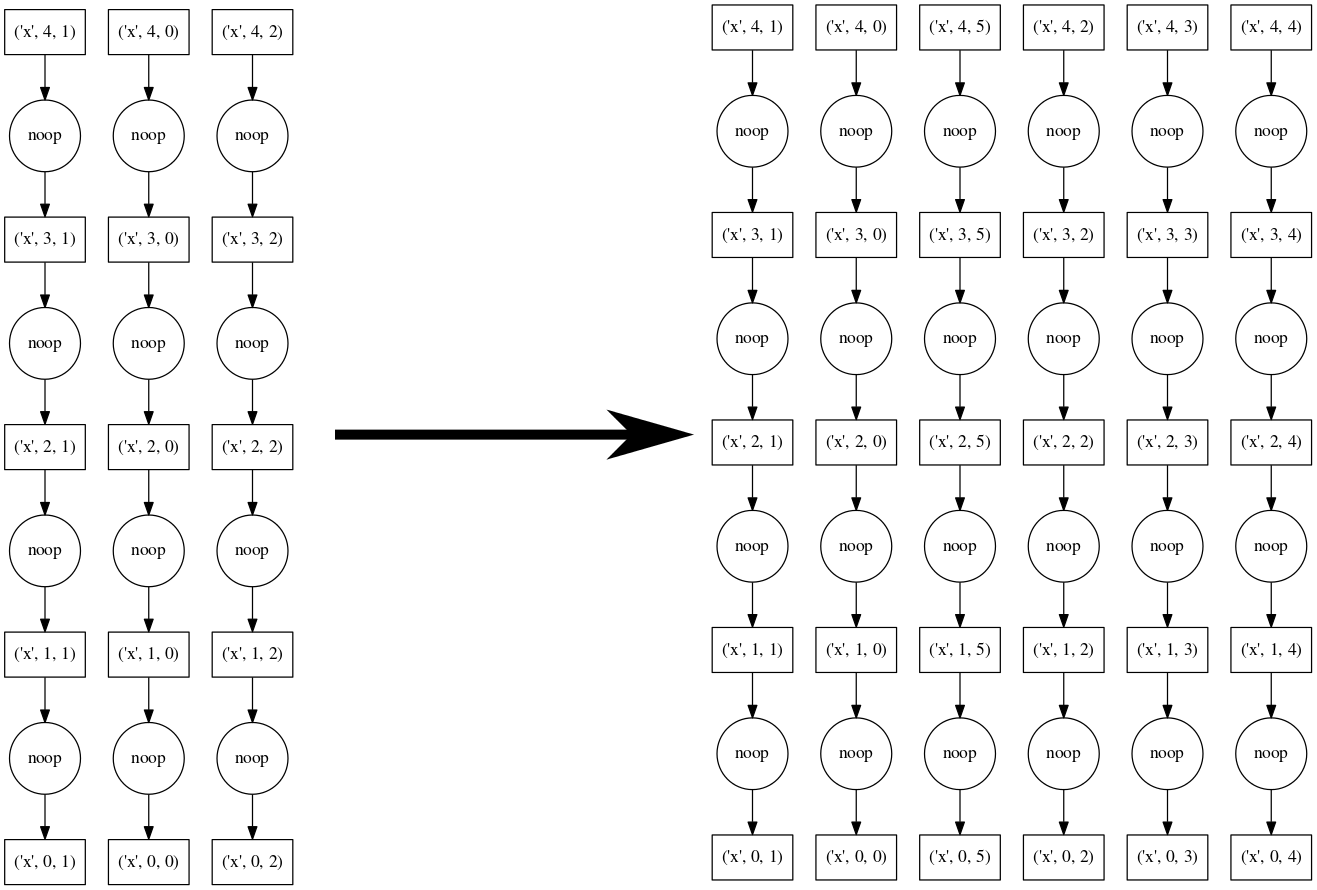 ('x', 4, 1) ('x', 4, 0) ('x', 4, 2) ('x', 4, 1) ('x', 4, 0) ('x', 4, 5) ('x', 4, 2) ('x', 4, 3) ('x', 4, 4)
noop noop noop noop noop noop noop noop noop
('x', 3, 1) ('x', 3, 0) ('x', 3, 2) ('x', 3, 1) ('x', 3, 0) ('x', 3, 5) ('x', 3, 2) ('x', 3, 3) ('x', 3, 4)
noop noop noop noop noop noop noop noop noop
('x', 2, 1) ('x', 2, 0) ('x', 2, 2) ('x', 2, 1) ('x', 2, 0) ('x', 2, 5) ('x', 2, 2) ('x', 2, 3) ('x', 2, 4)
noop noop noop noop noop noop noop noop noop
('x', 1, 1) ('x', 1, 0) ('x', 1, 2) ('x', 1, 1) ('x', 1, 0) ('x', 1, 5) ('x', 1, 2) ('x', 1, 3) ('x', 1, 4)
noop noop noop noop noop noop noop noop noop
('x', 0, 1) ('x', 0, 0) ('x', 0, 2) ('x', 0, 1) ('x', 0, 0) ('x', 0, 5) ('x', 0, 2) ('x', 0, 3) ('x', 0, 4)